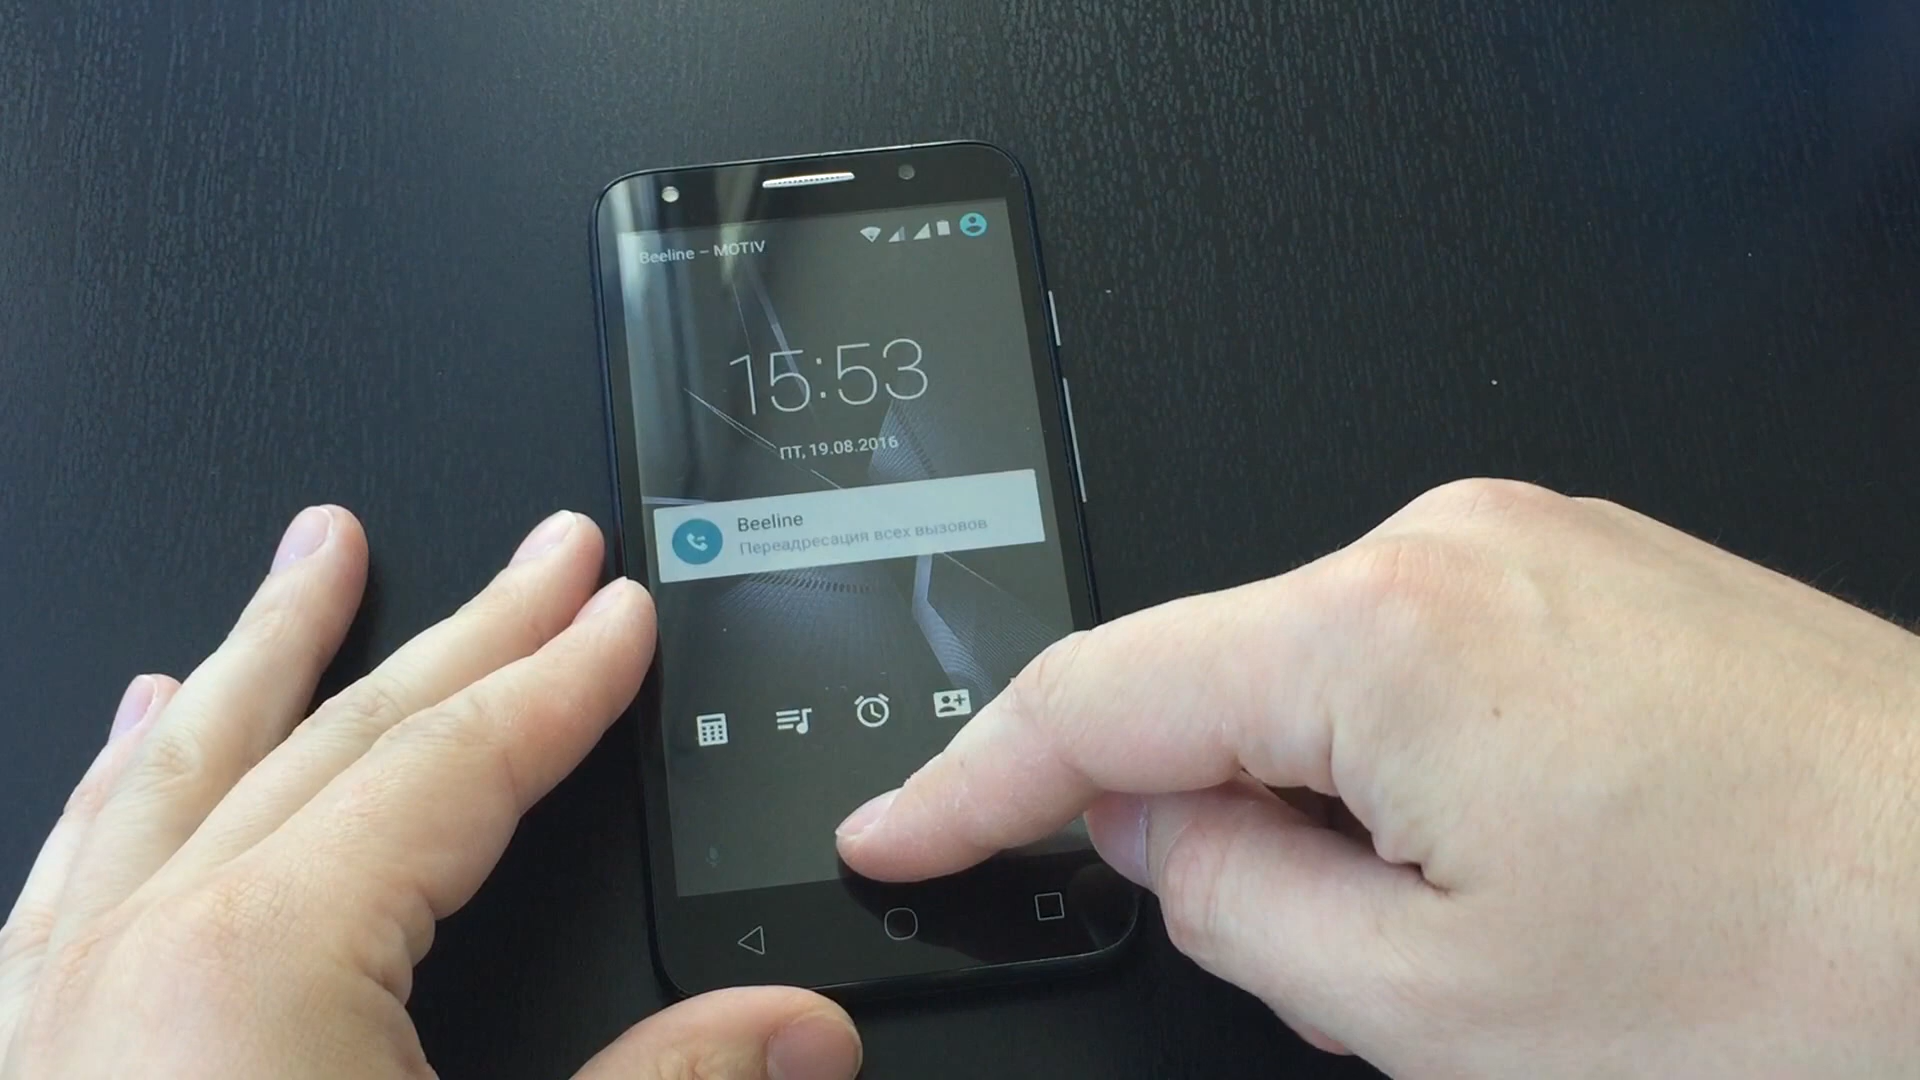 Beeline – MOTIV
15:53
ПТ, 19.08.2016
Beeline
Переадресация всех вызовов